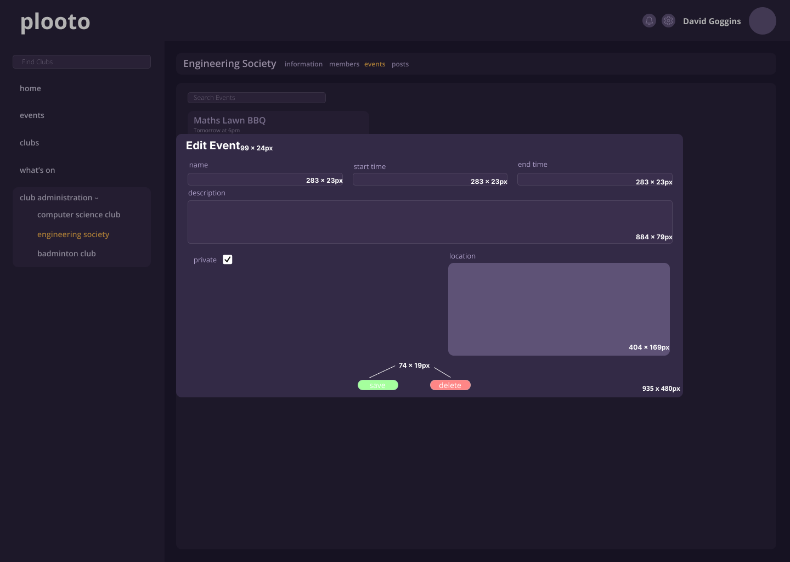 plooto
David Goggins
Find Clubs
home
events
clubs
what's on
club administration –
computer science club
engineering society
badminton club
Engineering Society information members events posts
Search Events
Maths Lawn BBQ
Tomorrow at 6pm
Edit Event 99 × 24px
name
start time
end time
283 × 23px
283 × 23px
283 × 23px
description
884 × 79px
private
location
404 × 169px
74 × 19px
save
delete
935 x 480px